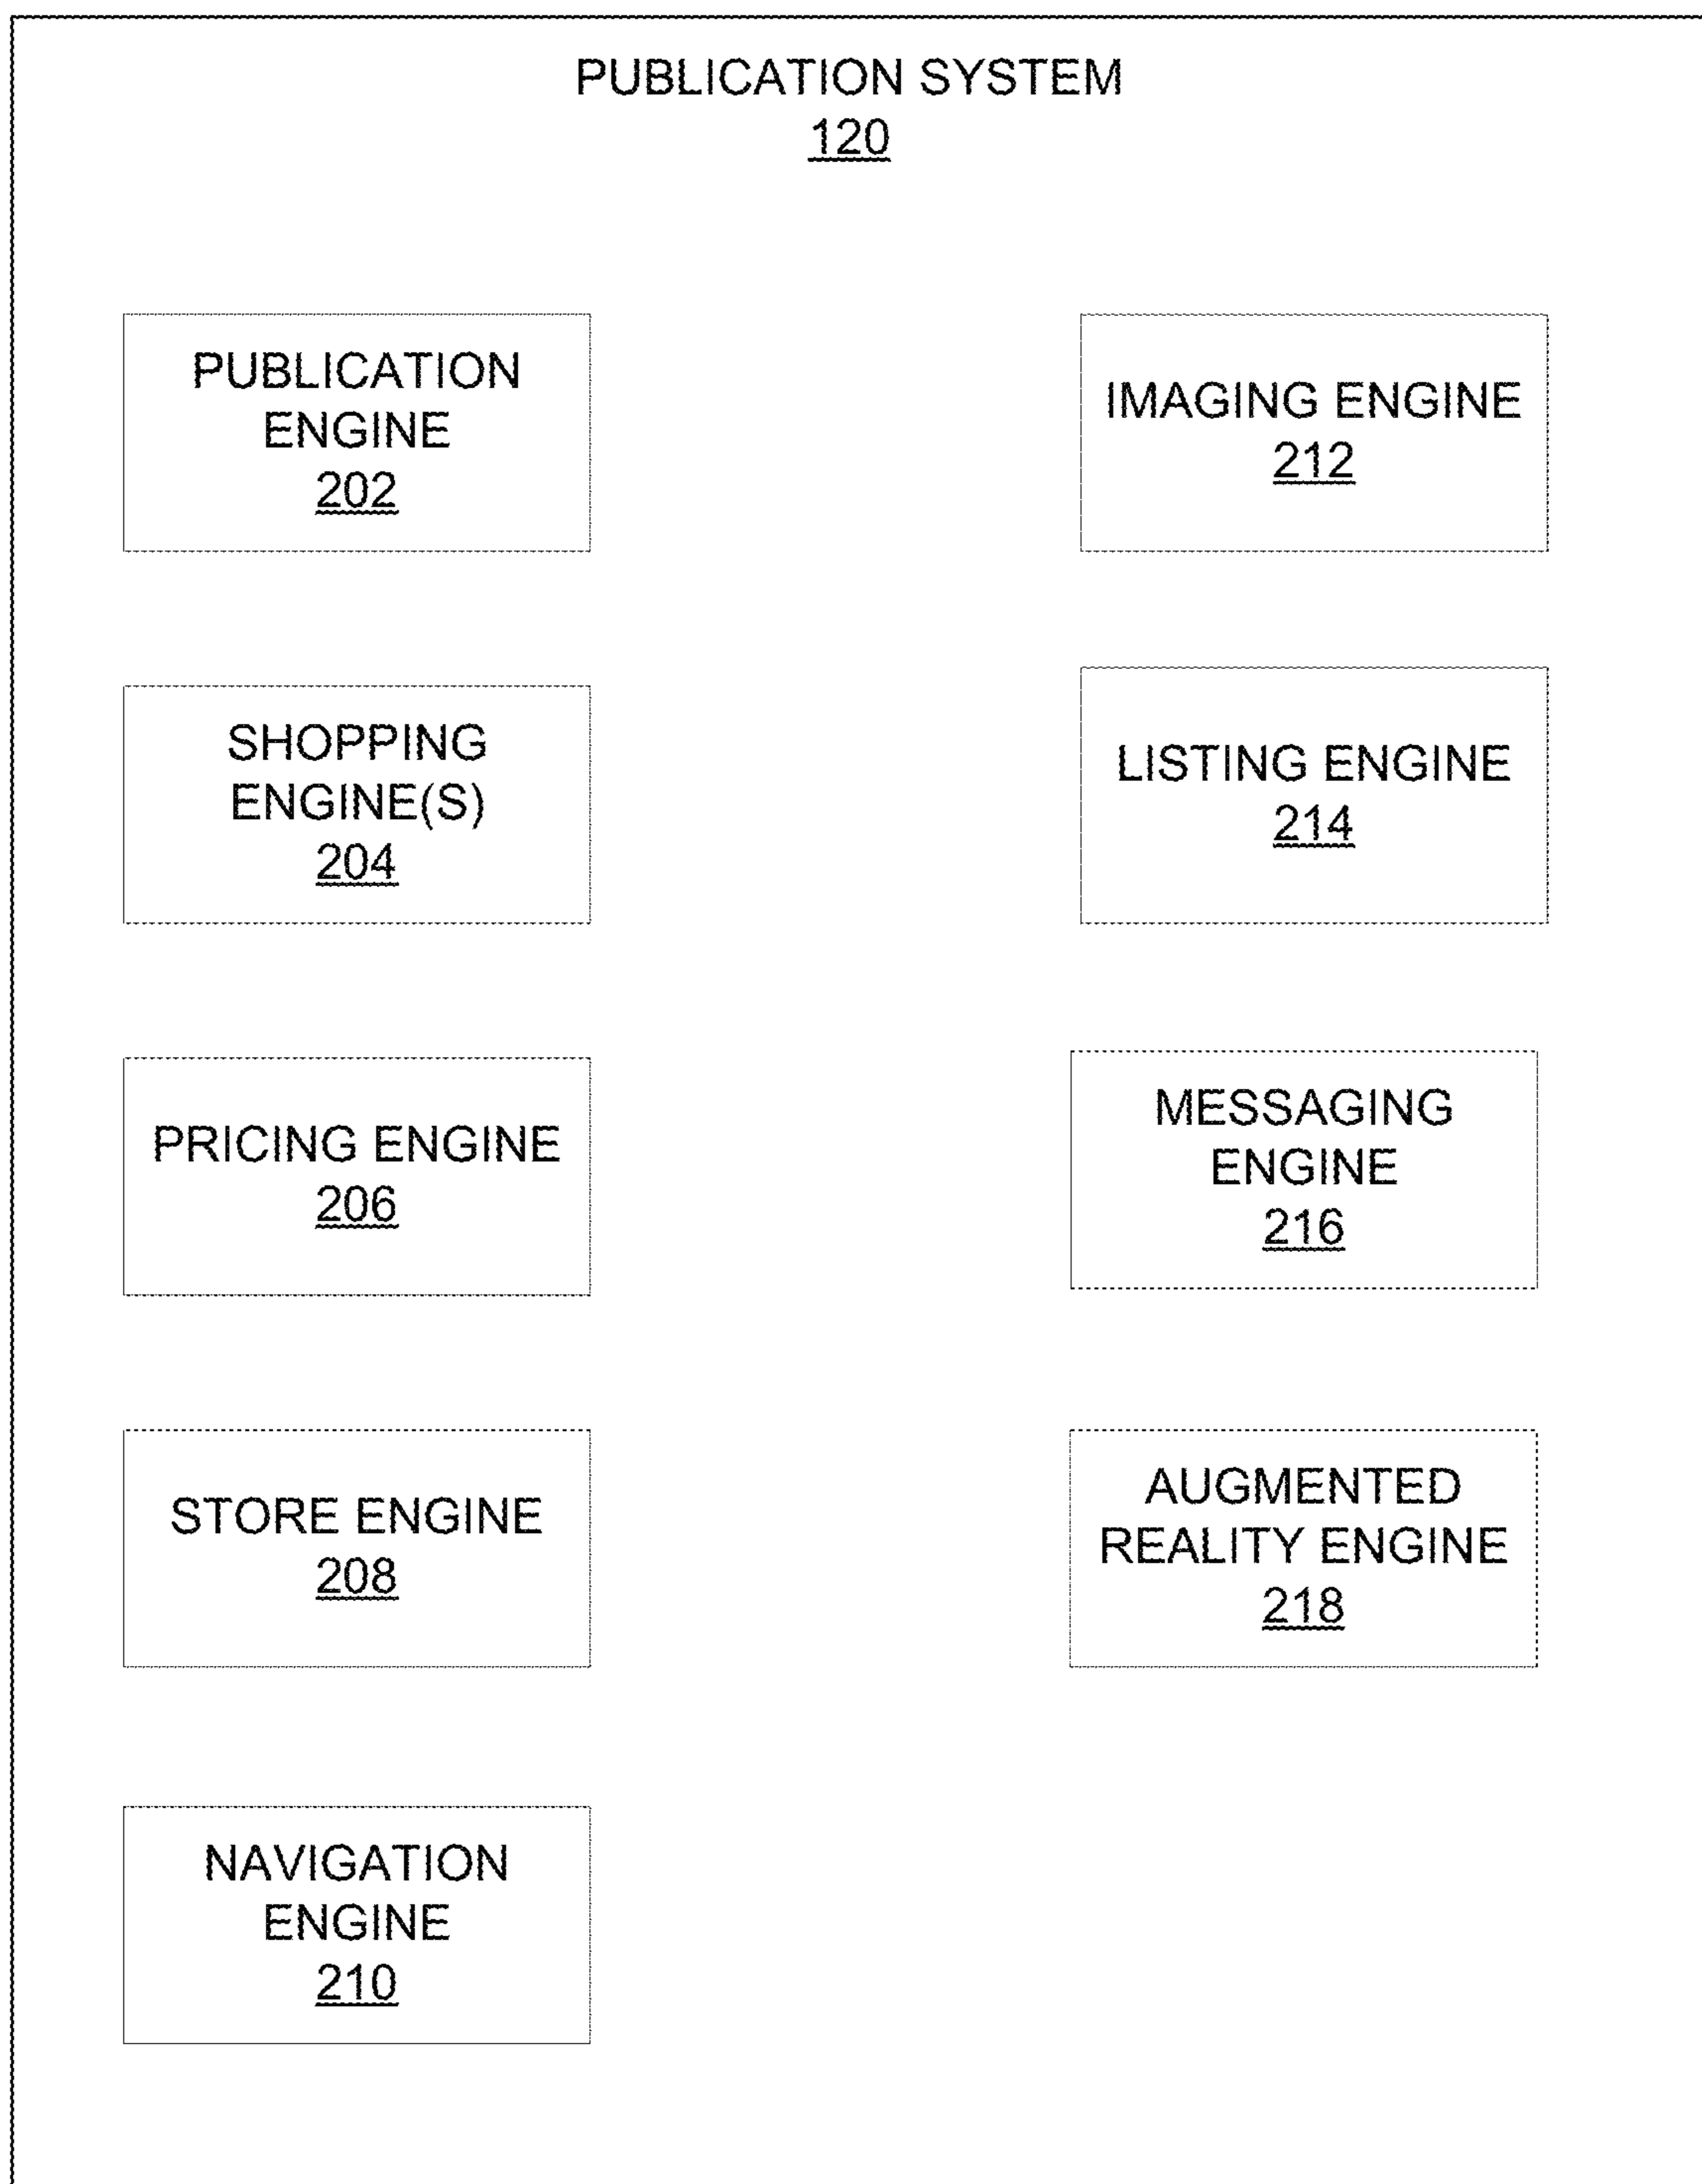 PUBLICATION SYSTEM
120
PUBLICATION
ENGINE
202
SHOPPING
ENGINE(S)
204
PRICING ENGINE
206
STORE ENGINE
208
NAVIGATION
ENGINE
210
IMAGING ENGINE
212
LISTING ENGINE
214
MESSAGING
ENGINE
216
AUGMENTED
REALITY ENGINE
218